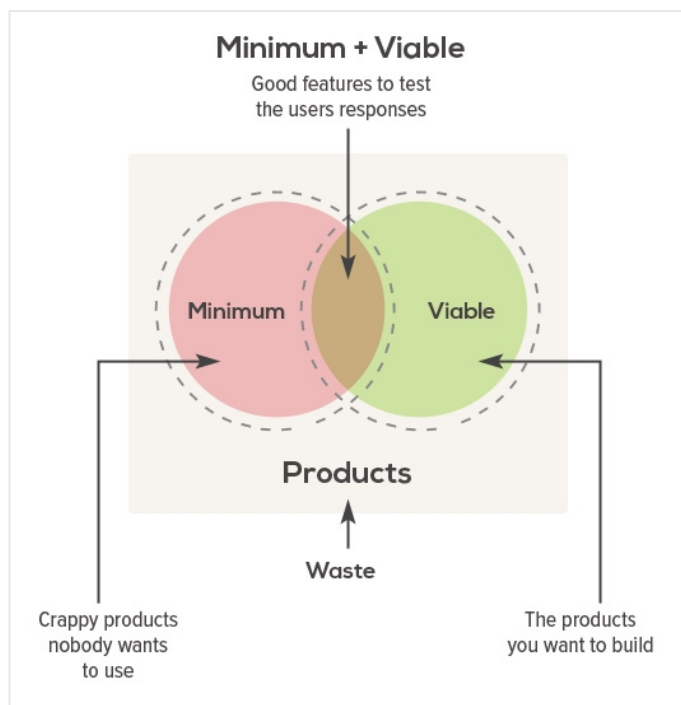 Minimum + Viable
Good features to test
the users responses
Minimum
Viable
Products
Waste
Crappy products
nobody wants
to use
The products
you want to build